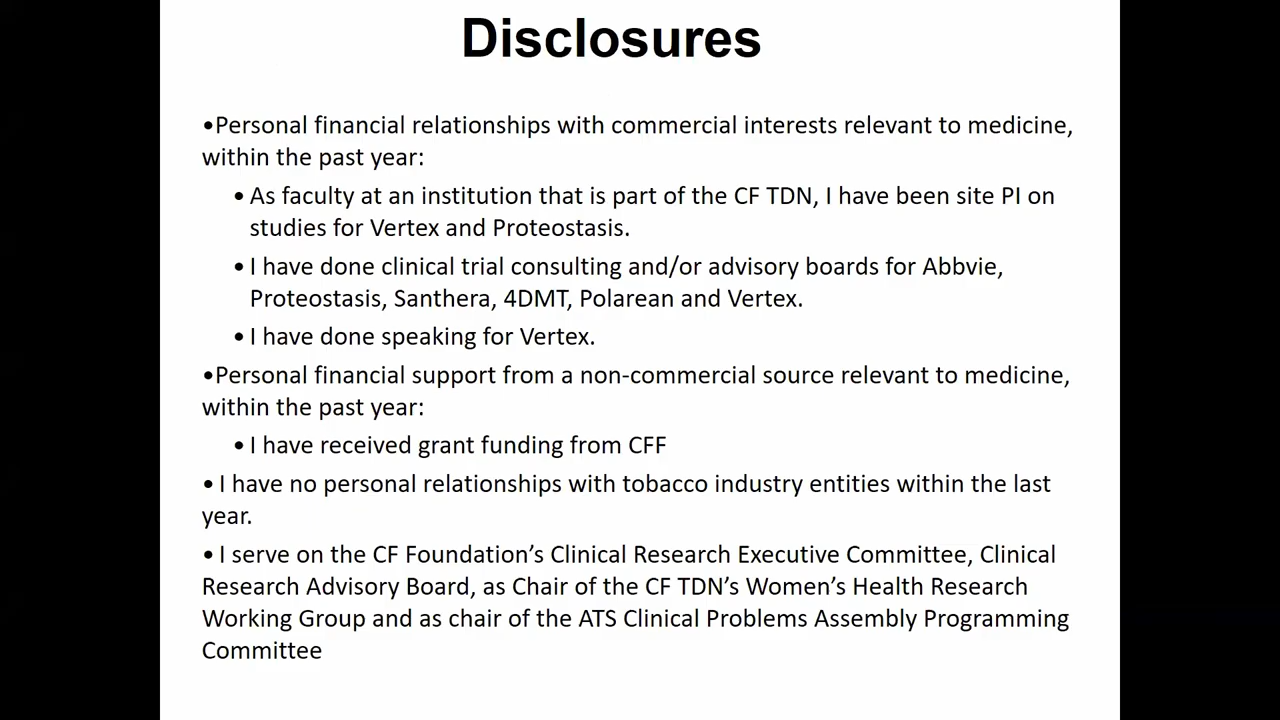 Disclosures
•Personal financial relationships with commercial interests relevant to medicine,
within the past year:
• As faculty at an institution that is part of the CF TDN, I have been site PI on
studies for Vertex and Proteostasis.
• I have done clinical trial consulting and/or advisory boards for Abbvie,
Proteostasis, Santhera, 4DMT, Polarean and Vertex.
• I have done speaking for Vertex.
•Personal financial support from a non-commercial source relevant to medicine,
within the past year:
• I have received grant funding from CFF
• I have no personal relationships with tobacco industry entities within the last
year.
• I serve on the CF Foundation’s Clinical Research Executive Committee, Clinical
Research Advisory Board, as Chair of the CF TDN’s Women’s Health Research
Working Group and as chair of the ATS Clinical Problems Assembly Programming
Committee